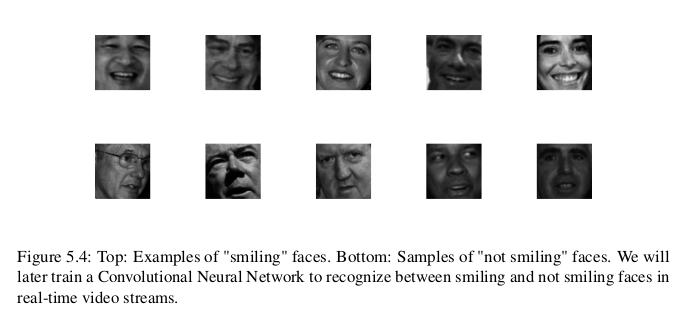 Figure 5.4: Top: Examples of "smiling" faces. Bottom: Samples of "not smiling" faces. We will
later train a Convolutional Neural Network to recognize between smiling and not smiling faces in
real-time video streams.